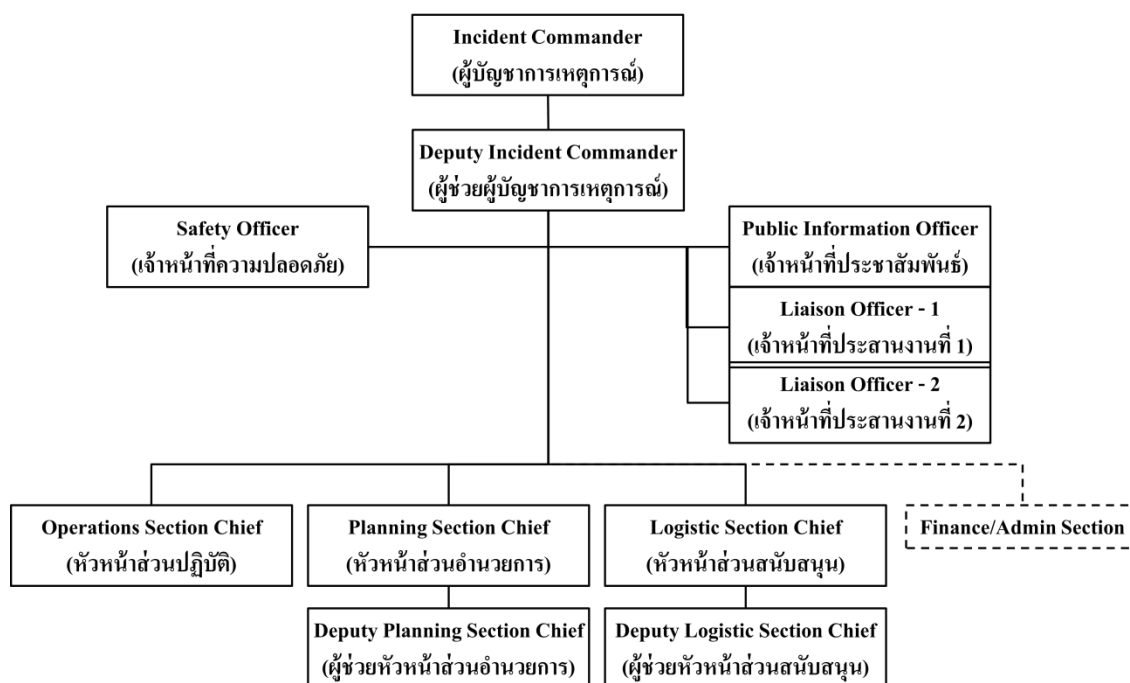 Incident Commander
(ผู้บัญชาการเหตุการณ์)
Deputy Incident Commander
(ผู้ช่วยผู้บัญชาการเหตุการณ์)
Safety Officer
(เจ้าหน้าที่ความปลอดภัย)
Public Information Officer
(เจ้าหน้าที่ประชาสัมพันธ์)
Liaison Officer - 1
(เจ้าหน้าที่ประสานงานที่ 1)
Liaison Officer - 2
(เจ้าหน้าที่ประสานงานที่ 2)
Operations Section Chief
(หัวหน้าส่วนปฏิบัติ)
Planning Section Chief
(หัวหน้าส่วนอำนวยการ)
Logistic Section Chief
(หัวหน้าส่วนสนับสนุน)
Finance/Admin Section
Deputy Planning Section Chief
(ผู้ช่วยหัวหน้าส่วนอำนวยการ)
Deputy Logistic Section Chief
(ผู้ช่วยหัวหน้าส่วนสนับสนุน)